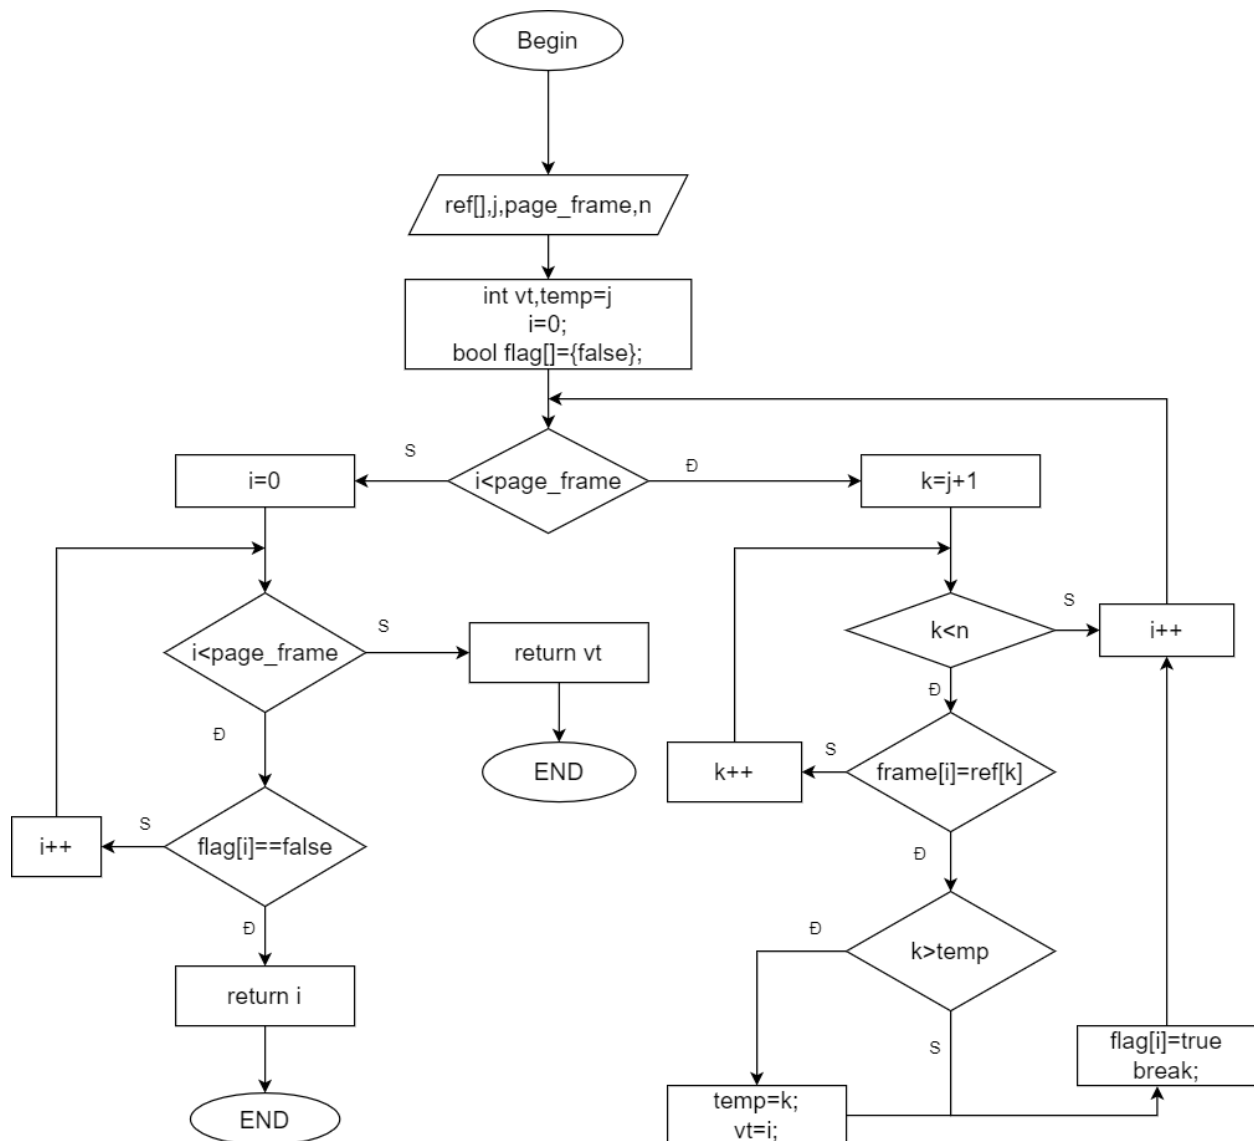 Begin
ref[],j,page_frame,n
int vt,temp=j
i=0;
bool flag[]={false};
i<page_frame
S
Đ
i=0
k=j+1
i<page_frame
S
Đ
return vt
END
k<n
S
Đ
i++
frame[i]=ref[k]
S
Đ
k++
flag[i]==false
S
Đ
i++
return i
END
k>temp
Đ
S
temp=k;
vt=i;
flag[i]=true
break;